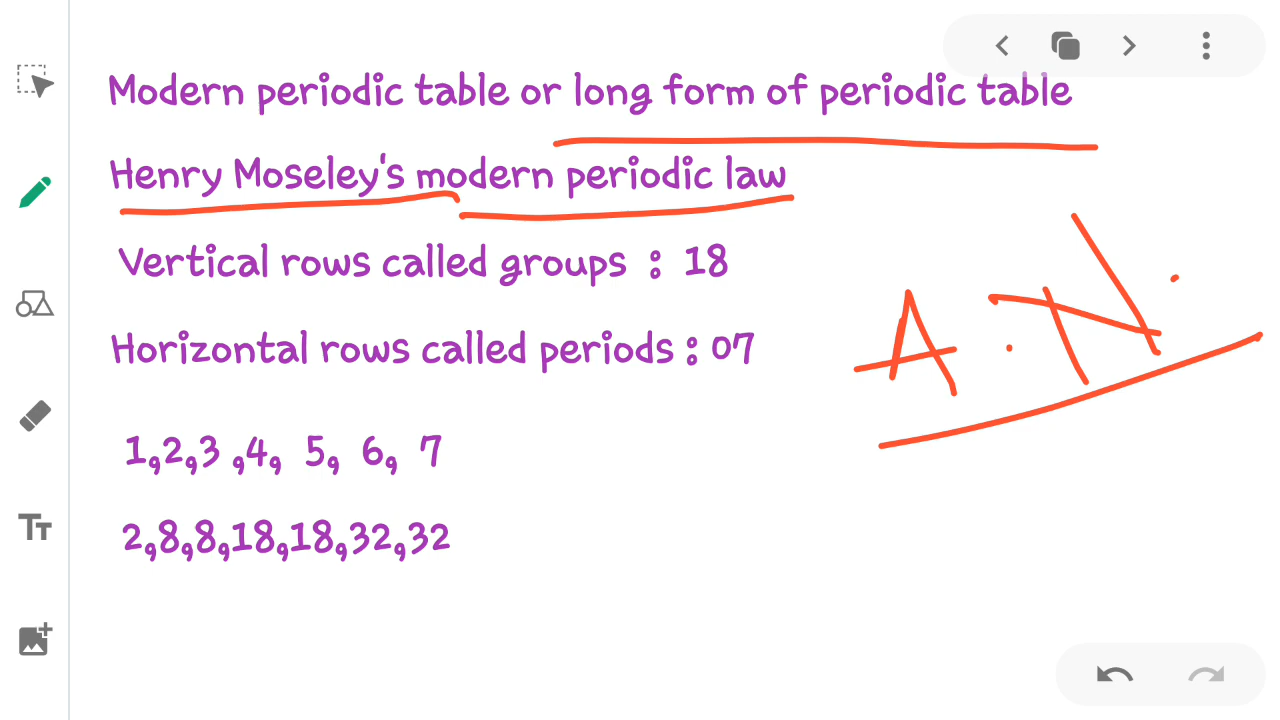 Modern periodic table or long form of periodic table
Henry Moseley's modern periodic law
Vertical rows called groups : 18
A.N.
Horizontal rows called periods : 07
1,2,3 ,4, 5, 6, 7
2,8,8,18,18,32,32